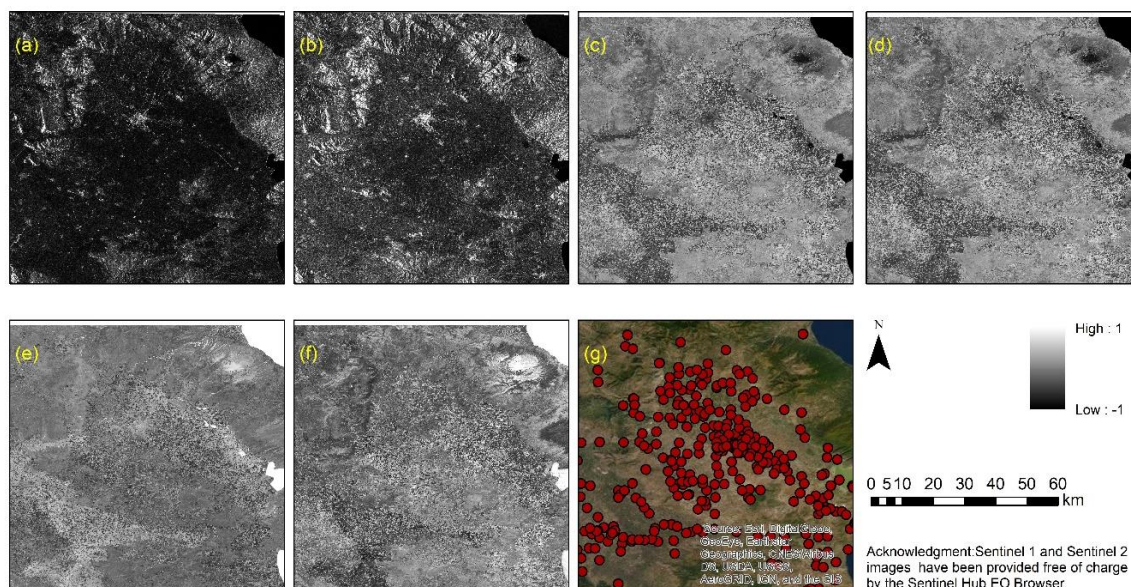 (a)
(b)
(c)
(d)
(e)
(f)
(g)
Source: Esri, DigitalGlobe,
GeoEye, Earthstar
Geographics, CNES/Airbus
DS, USDA, USGS,
AeroGRID, IGN, and the GIS
N
High : 1
Low : -1
0 5 10 20 30 40 50 60
km
Acknowledgment:Sentinel 1 and Sentinel 2
images have been provided free of charge
by the Sentinel Hub EO Browser